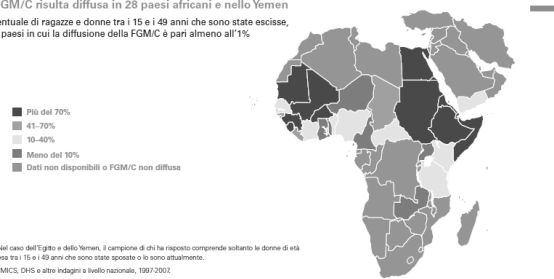 FGM/C risulta diffusa in 28 paesi africani e nello Yemen
entuale di ragazze e donne tra i 15 e i 49 anni che sono state escisse,
paesi in cui la diffusione della FGM/C è pari almeno all'1%
Più del 70%
41–70%
10–40%
Meno del 10%
Dati non disponibili o FGM/C non diffusa
Nel caso dell'Egitto e dello Yemen, il campione di chi ha risposto comprende soltanto le donne di età
esa tra i 15 e i 49 anni che sono state sposate o lo sono attualmente.
MICS, DHS e altre indagini a livello nazionale, 1997-2007.